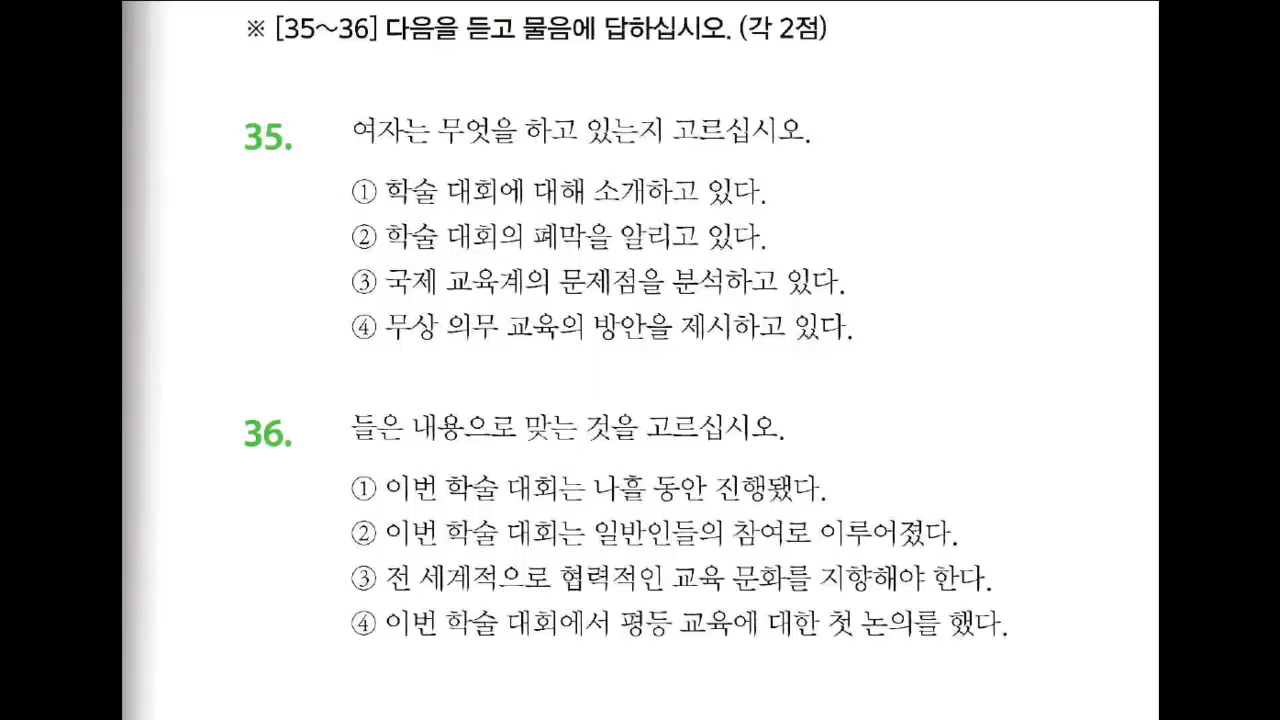 ※ [35～36] 다음을 듣고 물음에 답하십시오. (각 2점)
35. 여자는 무엇을 하고 있는지 고르십시오.
① 학술 대회에 대해 소개하고 있다.
② 학술 대회의 폐막을 알리고 있다.
③ 국제 교육계의 문제점을 분석하고 있다.
④ 무상 의무 교육의 방안을 제시하고 있다.
36. 들은 내용으로 맞는 것을 고르십시오.
① 이번 학술 대회는 나흘 동안 진행됐다.
② 이번 학술 대회는 일반인들의 참여로 이루어졌다.
③ 전 세계적으로 협력적인 교육 문화를 지향해야 한다.
④ 이번 학술 대회에서 평등 교육에 대한 첫 논의를 했다.